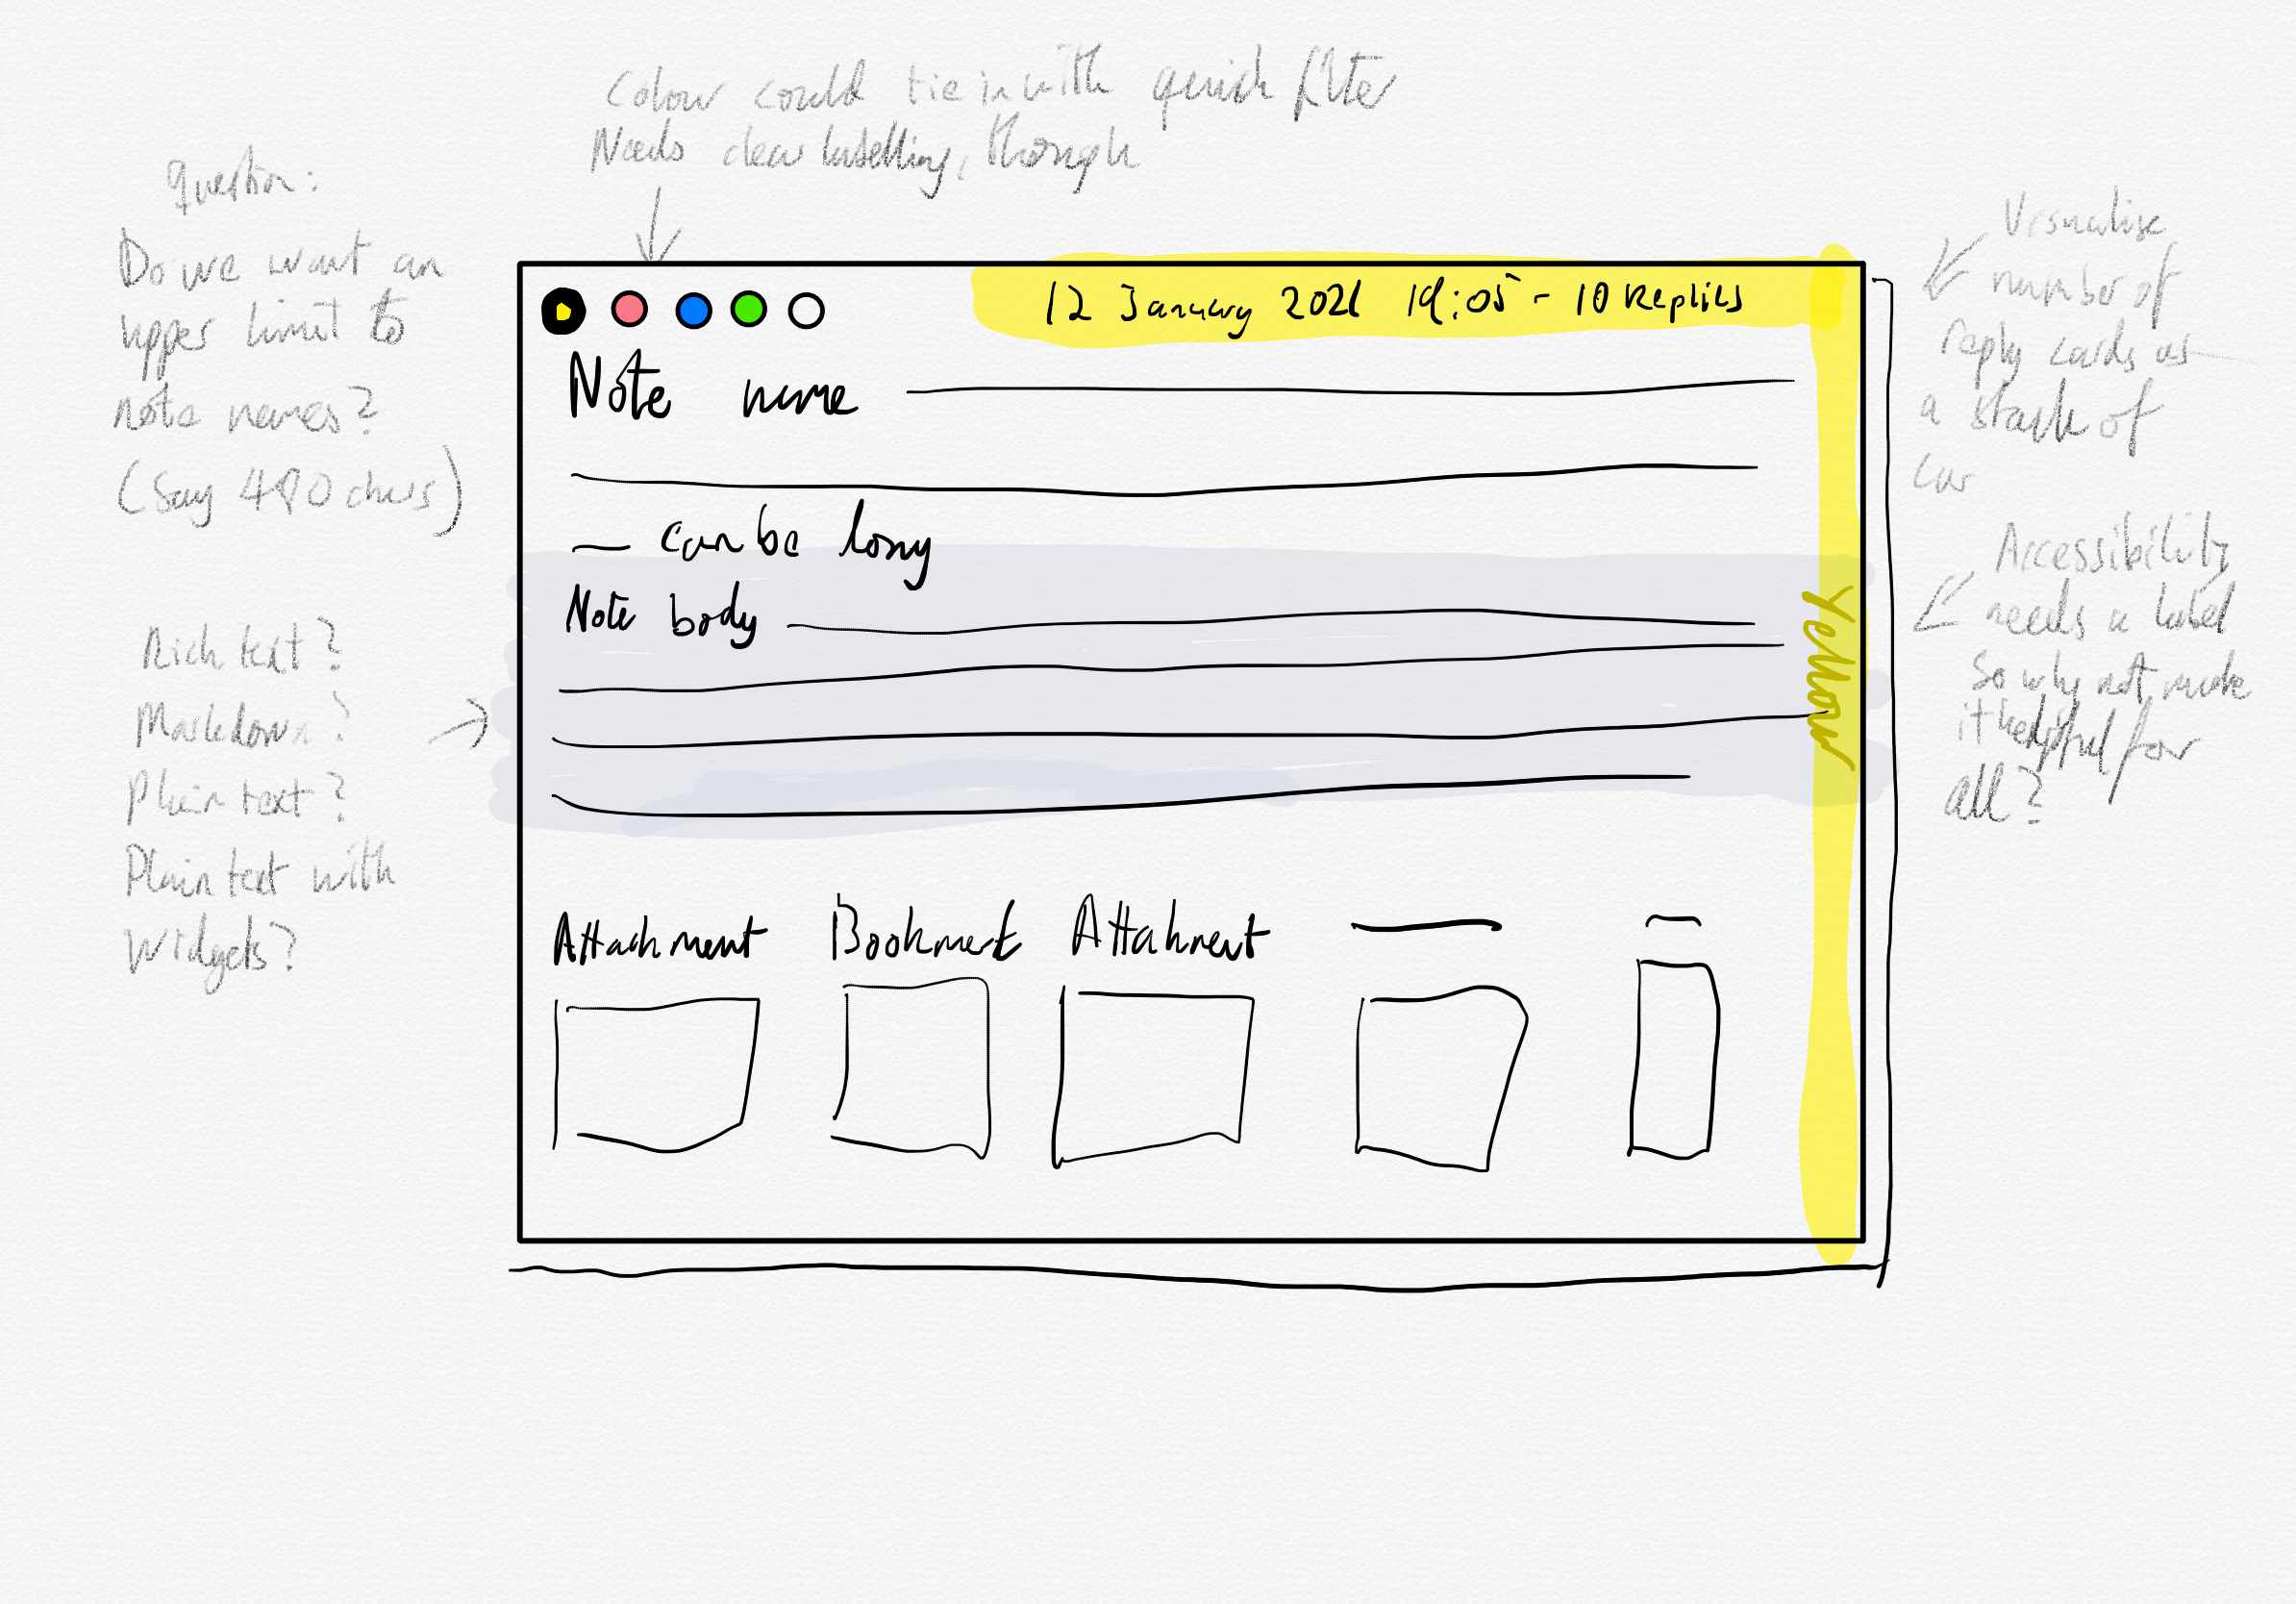 Colour could tie in with quick filter
Needs clear labelling, though
Question:
Do we want an
upper limit to
note names?
(Say 480 chars)
Rich text?
Markdown?
Plain text?
Plain text with
Widgets?
12 January 2021 19:05 - 10 Replies
Note name
can be long
Note body
Yellow
Attachment Bookmark Attachment
Visualise
number of
reply cards as
a stack of
car
Accessibility
needs a label
So why not make
it helpful for
all?